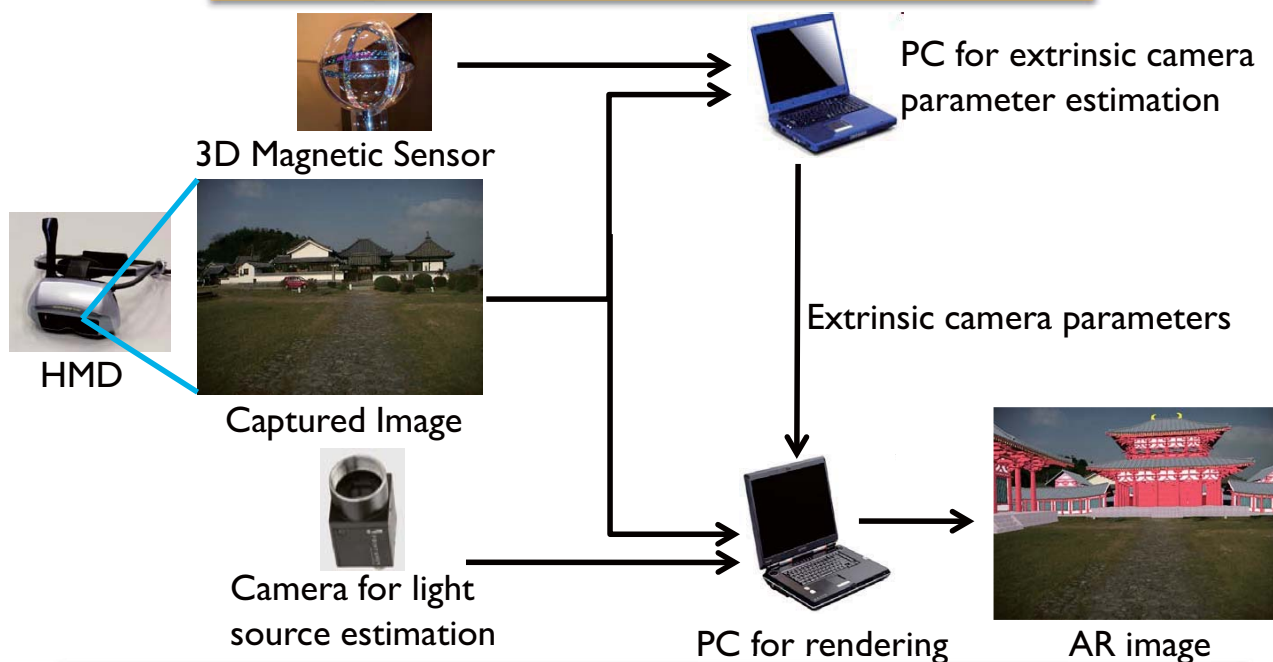 PC for extrinsic camera
parameter estimation
3D Magnetic Sensor
HMD
Captured Image
Extrinsic camera parameters
Camera for light
source estimation
PC for rendering
AR image